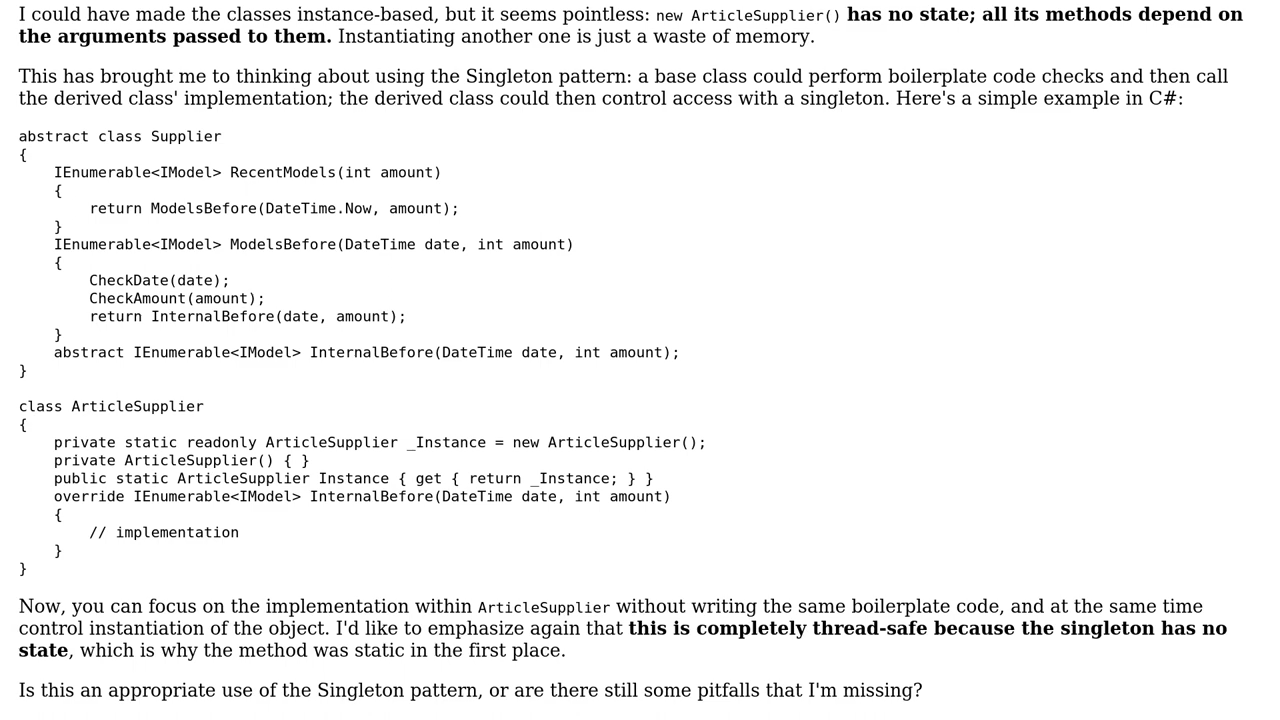 I could have made the classes instance-based, but it seems pointless: new ArticleSupplier() has no state; all its methods depend on
the arguments passed to them. Instantiating another one is just a waste of memory.
This has brought me to thinking about using the Singleton pattern: a base class could perform boilerplate code checks and then call
the derived class' implementation; the derived class could then control access with a singleton. Here's a simple example in C#:
abstract class Supplier
{
    IEnumerable<IModel> RecentModels(int amount)
    {
        return ModelsBefore(DateTime.Now, amount);
    }
    IEnumerable<IModel> ModelsBefore(DateTime date, int amount)
    {
        CheckDate(date);
        CheckAmount(amount);
        return InternalBefore(date, amount);
    }
    abstract IEnumerable<IModel> InternalBefore(DateTime date, int amount);
}
class ArticleSupplier
{
    private static readonly ArticleSupplier _Instance = new ArticleSupplier();
    private ArticleSupplier() { }
    public static ArticleSupplier Instance { get { return _Instance; } }
    override IEnumerable<IModel> InternalBefore(DateTime date, int amount)
    {
        // implementation
    }
}
Now, you can focus on the implementation within ArticleSupplier without writing the same boilerplate code, and at the same time
control instantiation of the object. I'd like to emphasize again that this is completely thread-safe because the singleton has no
state, which is why the method was static in the first place.
Is this an appropriate use of the Singleton pattern, or are there still some pitfalls that I'm missing?